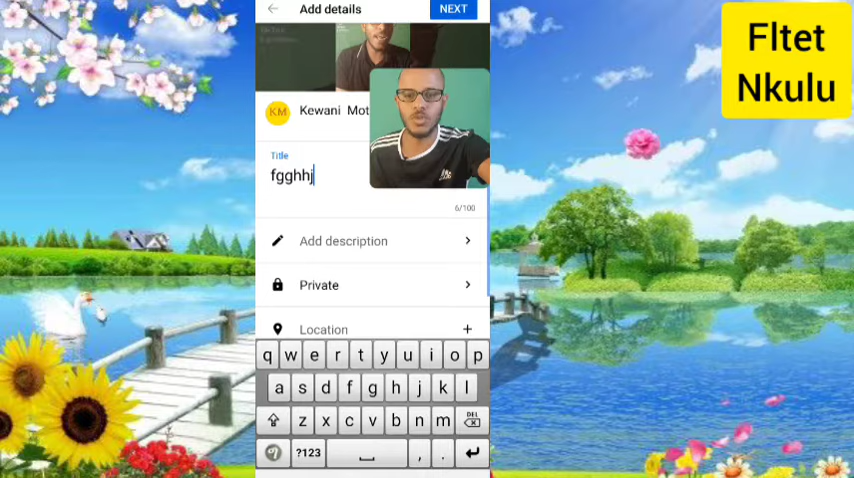 Add details
NEXT
Fltet
Nkulu
KM
Kewani Mot
Title
fgghhj
6/100
Add description
Private
Location
q w e r t y u i o p
a s d f g h j k l
z x c v b n m DEL
?123 , .